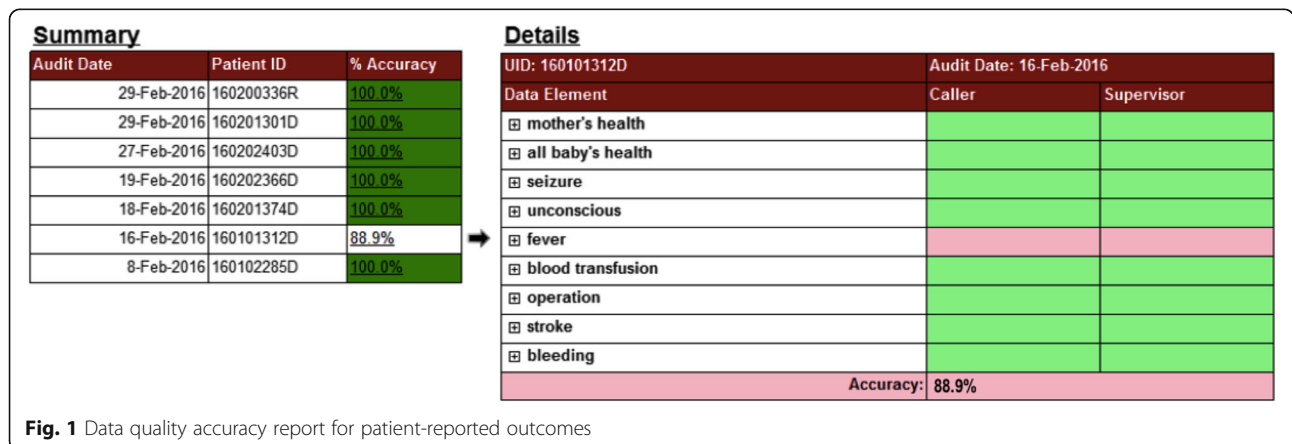 Summary
Audit Date Patient ID % Accuracy
29-Feb-2016 160200336R 100.0%
29-Feb-2016 160201301D 100.0%
27-Feb-2016 160202403D 100.0%
19-Feb-2016 160202366D 100.0%
18-Feb-2016 160201374D 100.0%
16-Feb-2016 160101312D 88.9%
8-Feb-2016 160102285D 100.0%
Details
UID: 160101312D Audit Date: 16-Feb-2016
Data Element Caller Supervisor
mother's health
all baby's health
seizure
unconscious
fever
blood transfusion
operation
stroke
bleeding
Accuracy: 88.9%
Fig. 1 Data quality accuracy report for patient-reported outcomes